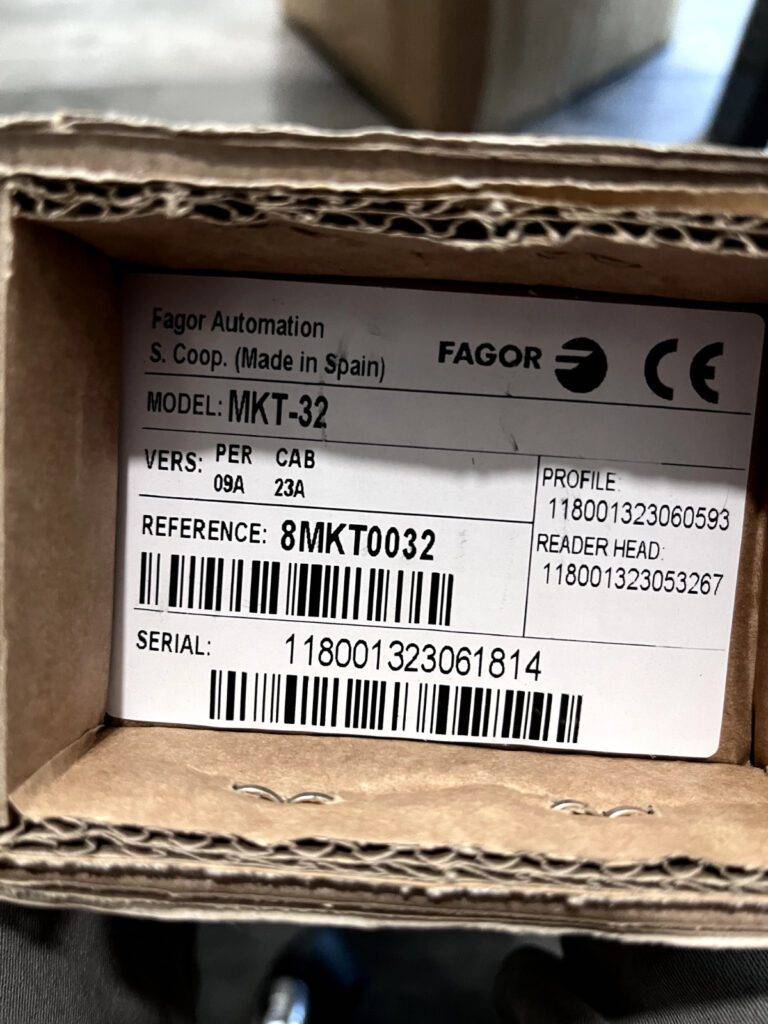 Fagor Automation
S. Coop. (Made in Spain)
FAGOR CE
MODEL: MKT-32
VERS: PER CAB
09A 23A
PROFILE:
118001323060593
REFERENCE: 8MKT0032
READER HEAD:
118001323053267
SERIAL: 118001323061814